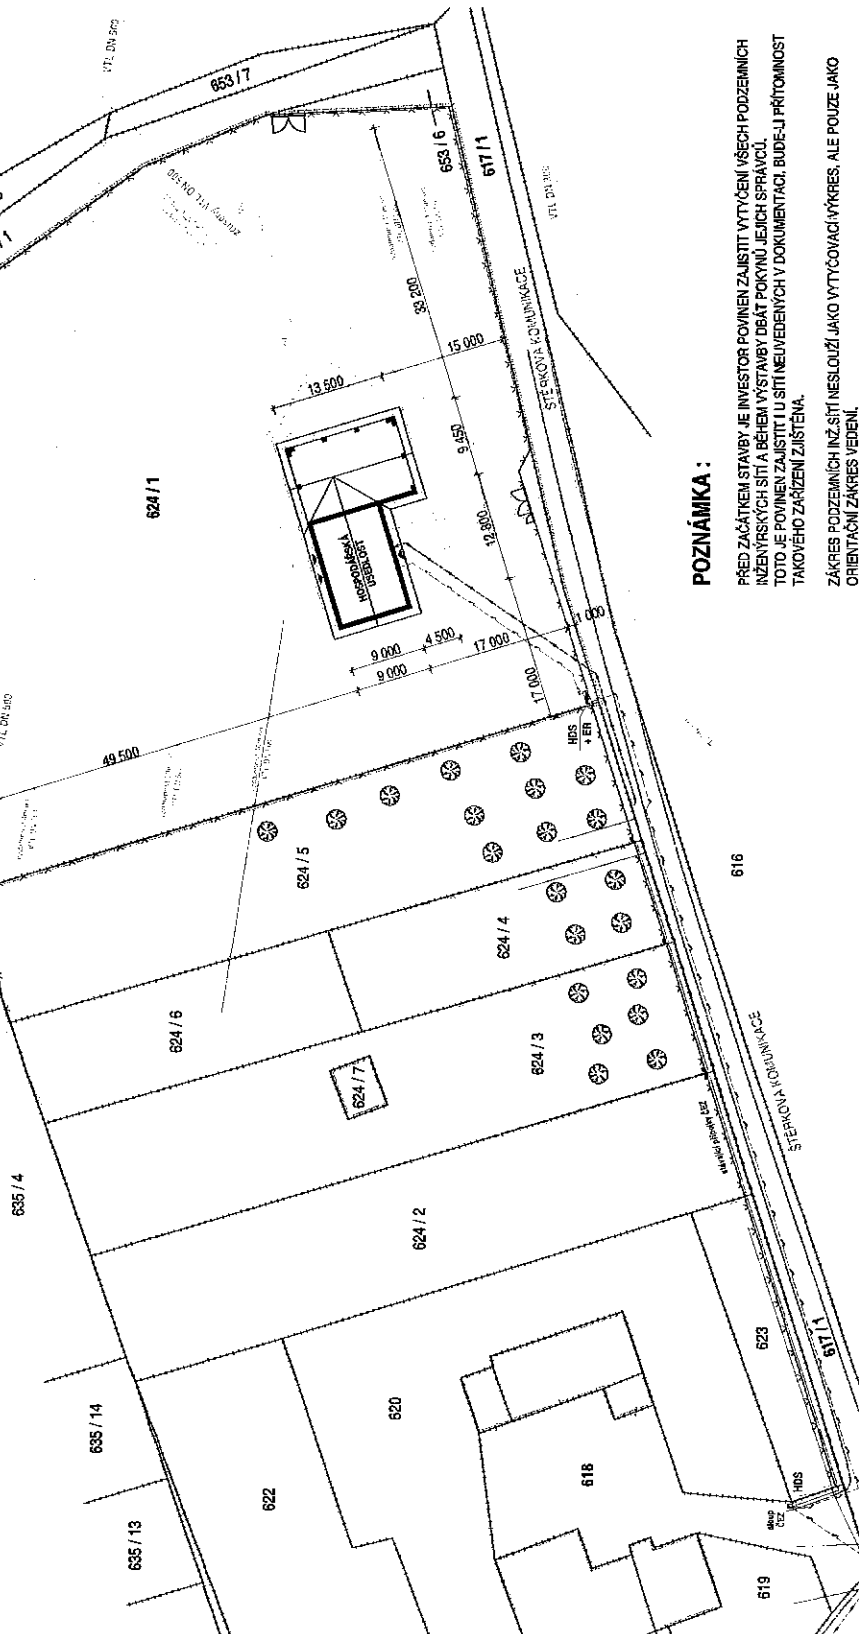 VTL DN 500
653 / 7
653 / 6
617 / 1
VTL DN 500
33 200
15 000
13 500
ŠTĚRKOVÁ KOMUNIKACE
9 450
12 800
624 / 1
HOSPODÁŘSKÁ
USEDLOST
9 000
4 500
9 000
17 000
1 000
17 000
HDS
+ ER
49 500
624 / 5
624 / 4
624 / 6
624 / 3
624 / 7
616
635 / 4
624 / 2
ŠTĚRKOVÁ KOMUNIKACE
623
617 / 1
620
635 / 14
622
618
635 / 13
HDS
sloup
ČEZ
619
POZNÁMKA :
PŘED ZAČÁTKEM STAVBY JE INVESTOR POVINEN ZAJISTIT VYTYČENÍ VŠECH PODZEMNÍCH
INŽENÝRSKÝCH SÍTÍ A BĚHEM VÝSTAVBY DBÁT POKYNŮ JEJICH SPRÁVCŮ.
TOTO JE POVINEN ZAJISTIT I U SÍTÍ NEUVEDENÝCH V DOKUMENTACI, BUDE-LI PŘÍTOMNOST
TAKOVÉHO ZAŘÍZENÍ ZJIŠTĚNA.
ZÁKRES PODZEMNÍCH INŽ.SÍTÍ NESLOUŽÍ JAKO VYTYČOVACÍ VÝKRES, ALE POUZE JAKO
ORIENTAČNÍ ZÁKRES VEDENÍ.